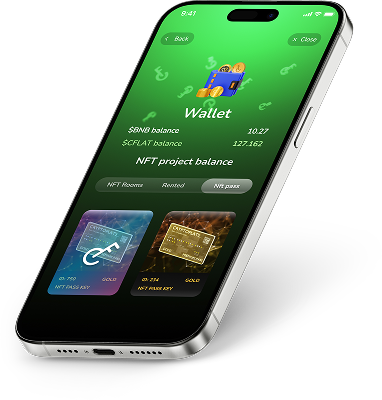 9:41
Back
Close
Wallet
$BNB balance 10.27
$CFLAT balance 127.162
NFT project balance
NFT Rooms Rented Nft pass
GOLD GOLD
NFT PASS KEY NFT PASS KEY